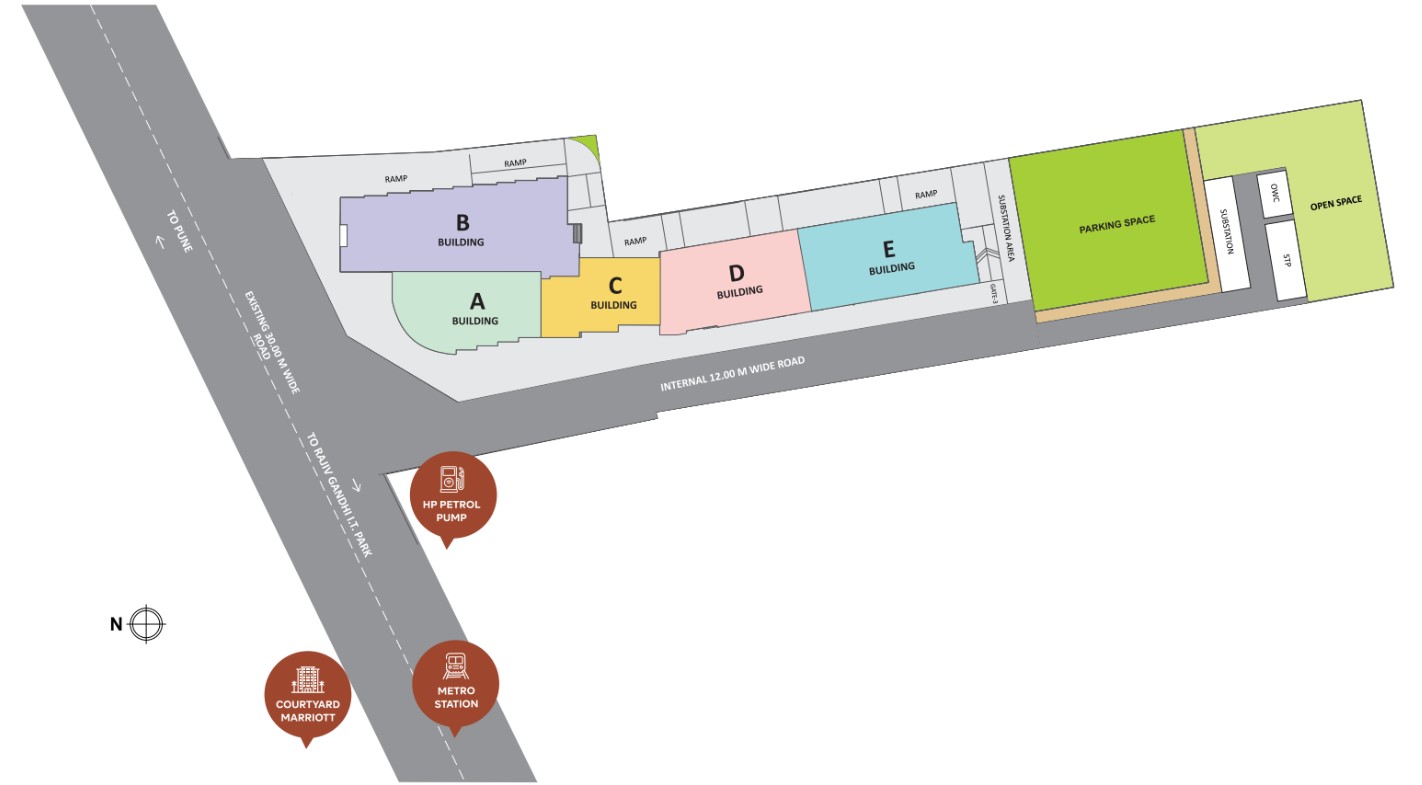 TO PUNE
EXISTING 30.00 M WIDE
ROAD
TO RAJIV GANDHI I.T. PARK
RAMP
RAMP
B
BUILDING
A
BUILDING
RAMP
C
BUILDING
D
BUILDING
RAMP
E
BUILDING
SUBSTATION AREA
GATE-3
PARKING SPACE
SUBSTATION
OWC
STP
OPEN SPACE
INTERNAL 12.00 M WIDE ROAD
HP PETROL
PUMP
N
COURTYARD
MARRIOTT
METRO
STATION